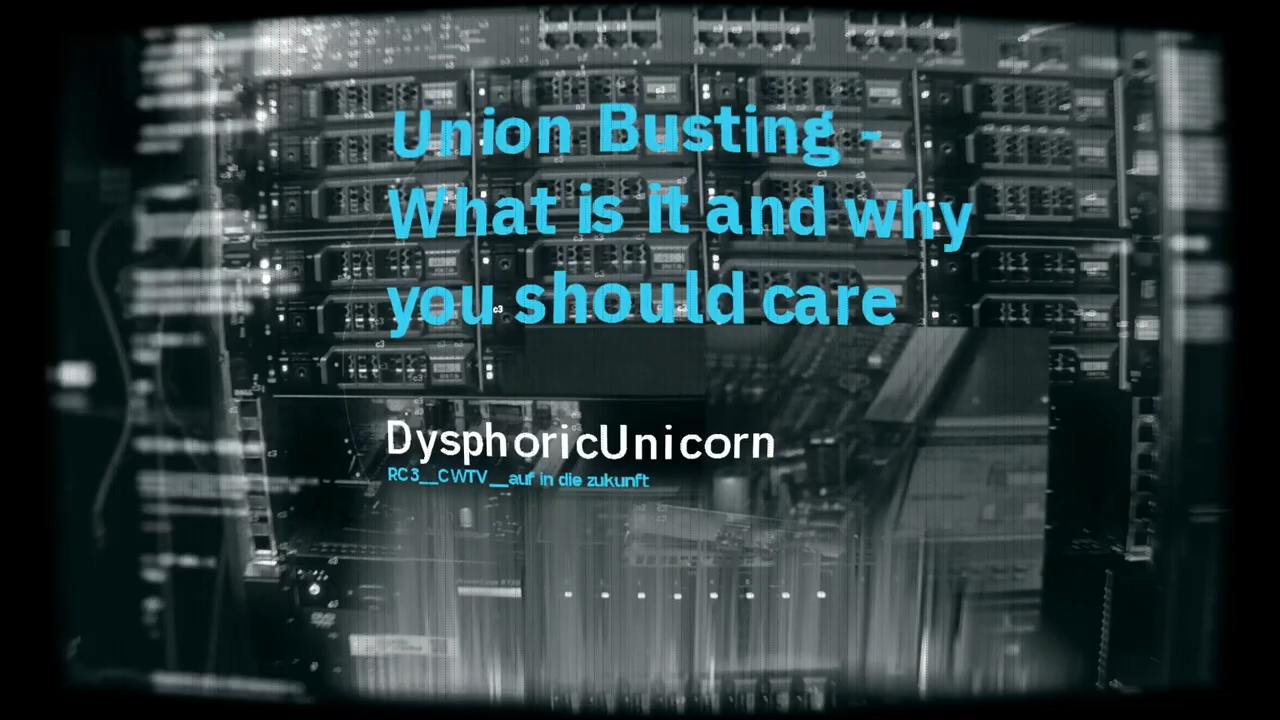 Union Busting -
What is it and why
you should care
DysphoricUnicorn
RC3__CWTV__auf in die zukunft